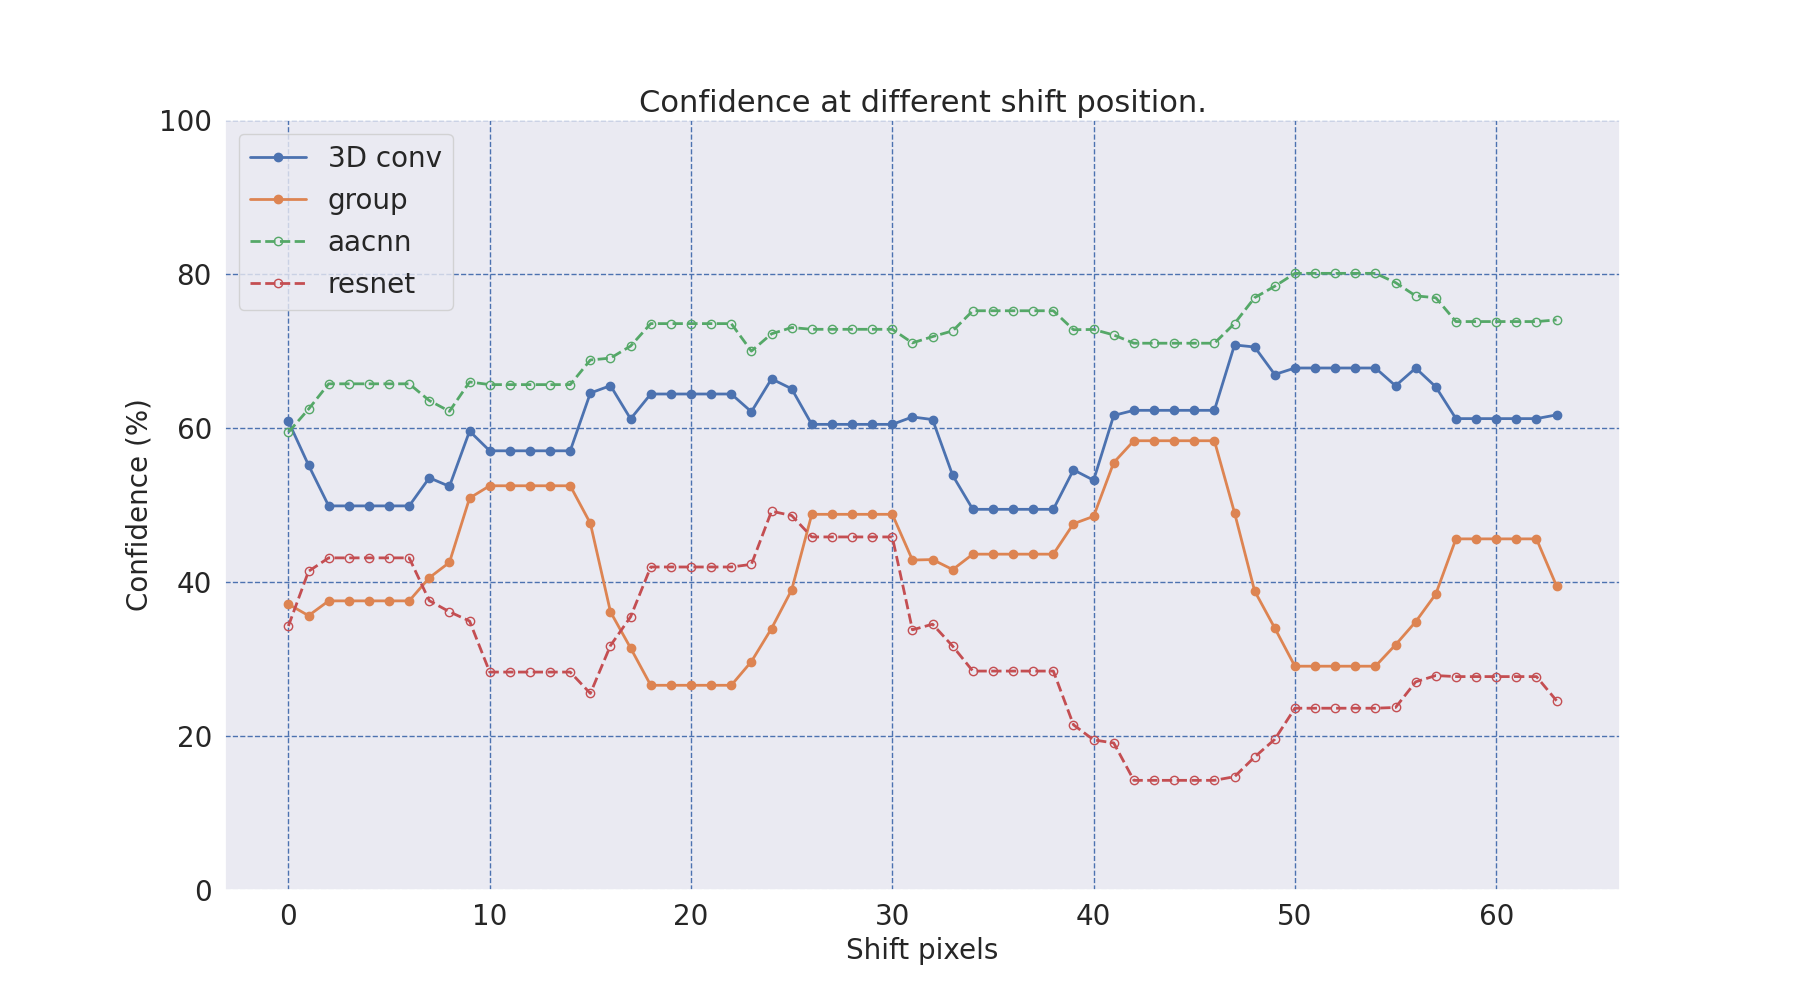 Confidence at different shift position.
100
80
60
40
20
0
Confidence (%)
3D conv
group
aacnn
resnet
0 10 20 30 40 50 60
Shift pixels